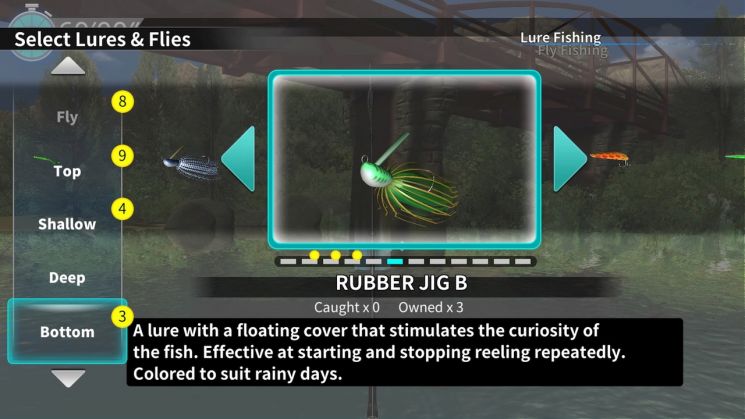 Select Lures & Flies
Lure Fishing
Fly Fishing
8
Fly
9
Top
4
Shallow
Deep
3
Bottom
RUBBER JIG B
Caught x 0 Owned x 3
A lure with a floating cover that stimulates the curiosity of
the fish. Effective at starting and stopping reeling repeatedly.
Colored to suit rainy days.